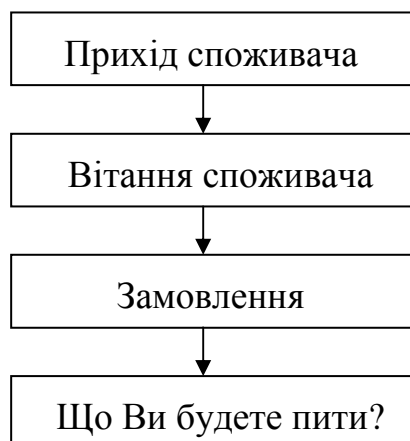 Прихід споживача
Вітання споживача
Замовлення
Що Ви будете пити?